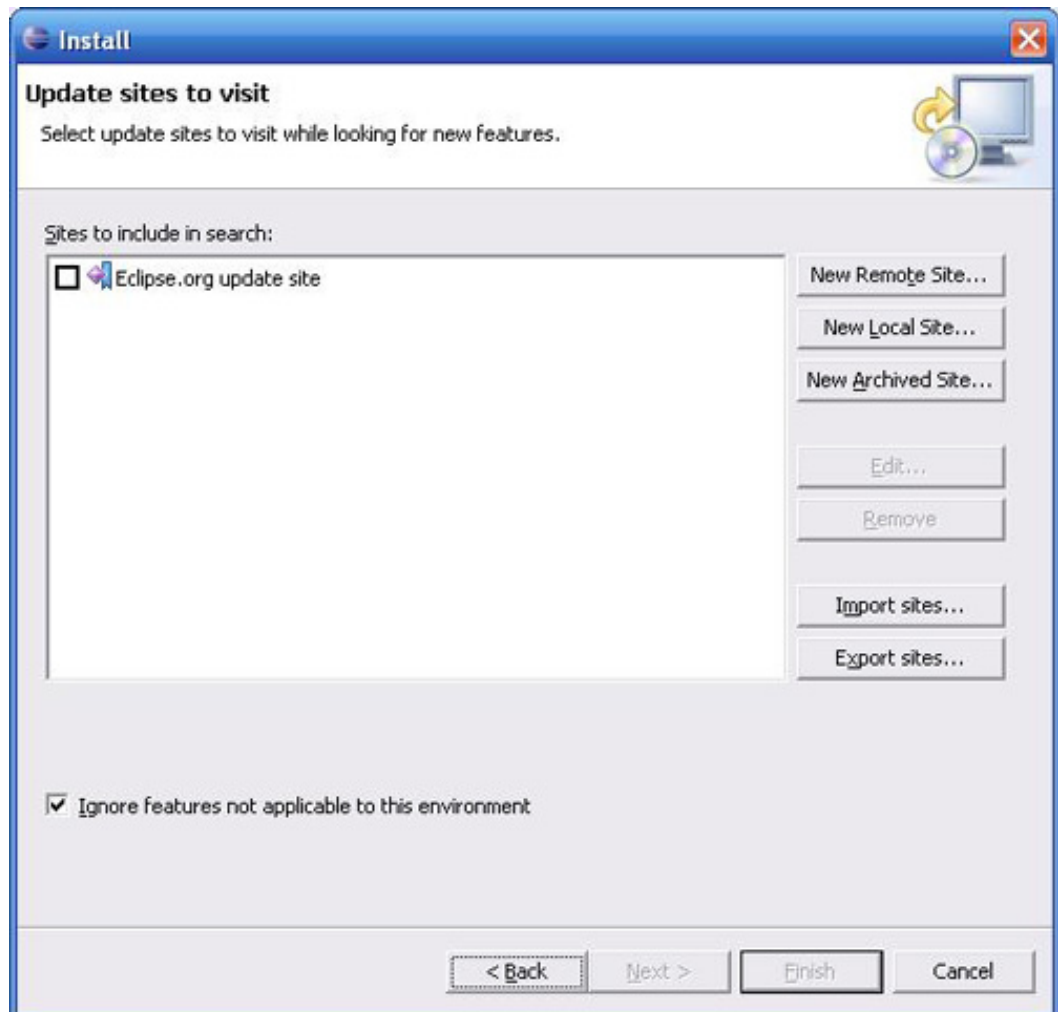 Install
Update sites to visit
Select update sites to visit while looking for new features.
Sites to include in search:
Eclipse.org update site
New Remote Site...
New Local Site...
New Archived Site...
Edit...
Remove
Import sites...
Export sites...
Ignore features not applicable to this environment
< Back
Next >
Finish
Cancel